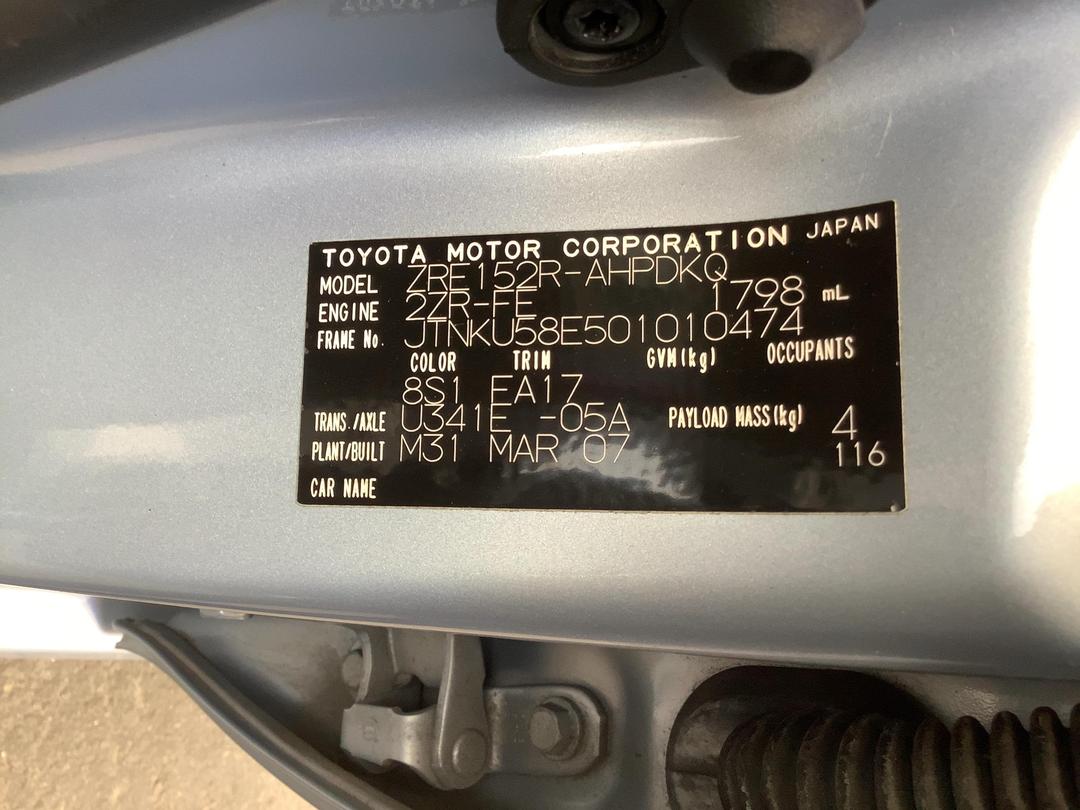 TOYOTA MOTOR CORPORATION JAPAN
MODEL ZRE152R-AHPDKQ
ENGINE 2ZR-FE 1798 mL
FRAME No. JTNKU58E501010474
COLOR TRIM GVM(kg) OCCUPANTS
8S1 EA17
TRANS./AXLE U341E -05A PAYLOAD MASS(kg) 4
PLANT/BUILT M31 MAR 07 116
CAR NAME